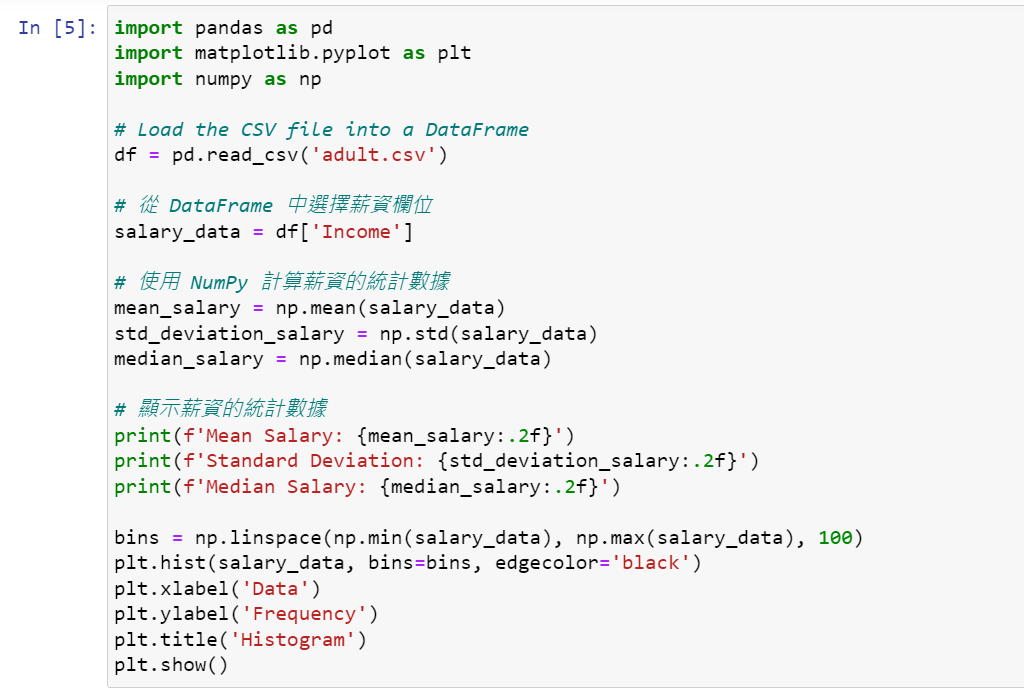 In [5]: import pandas as pd
import matplotlib.pyplot as plt
import numpy as np
# Load the CSV file into a DataFrame
df = pd.read_csv('adult.csv')
# 從 DataFrame 中選擇薪資欄位
salary_data = df['Income']
# 使用 NumPy 計算薪資的統計數據
mean_salary = np.mean(salary_data)
std_deviation_salary = np.std(salary_data)
median_salary = np.median(salary_data)
# 顯示薪資的統計數據
print(f'Mean Salary: {mean_salary:.2f}')
print(f'Standard Deviation: {std_deviation_salary:.2f}')
print(f'Median Salary: {median_salary:.2f}')
bins = np.linspace(np.min(salary_data), np.max(salary_data), 100)
plt.hist(salary_data, bins=bins, edgecolor='black')
plt.xlabel('Data')
plt.ylabel('Frequency')
plt.title('Histogram')
plt.show()